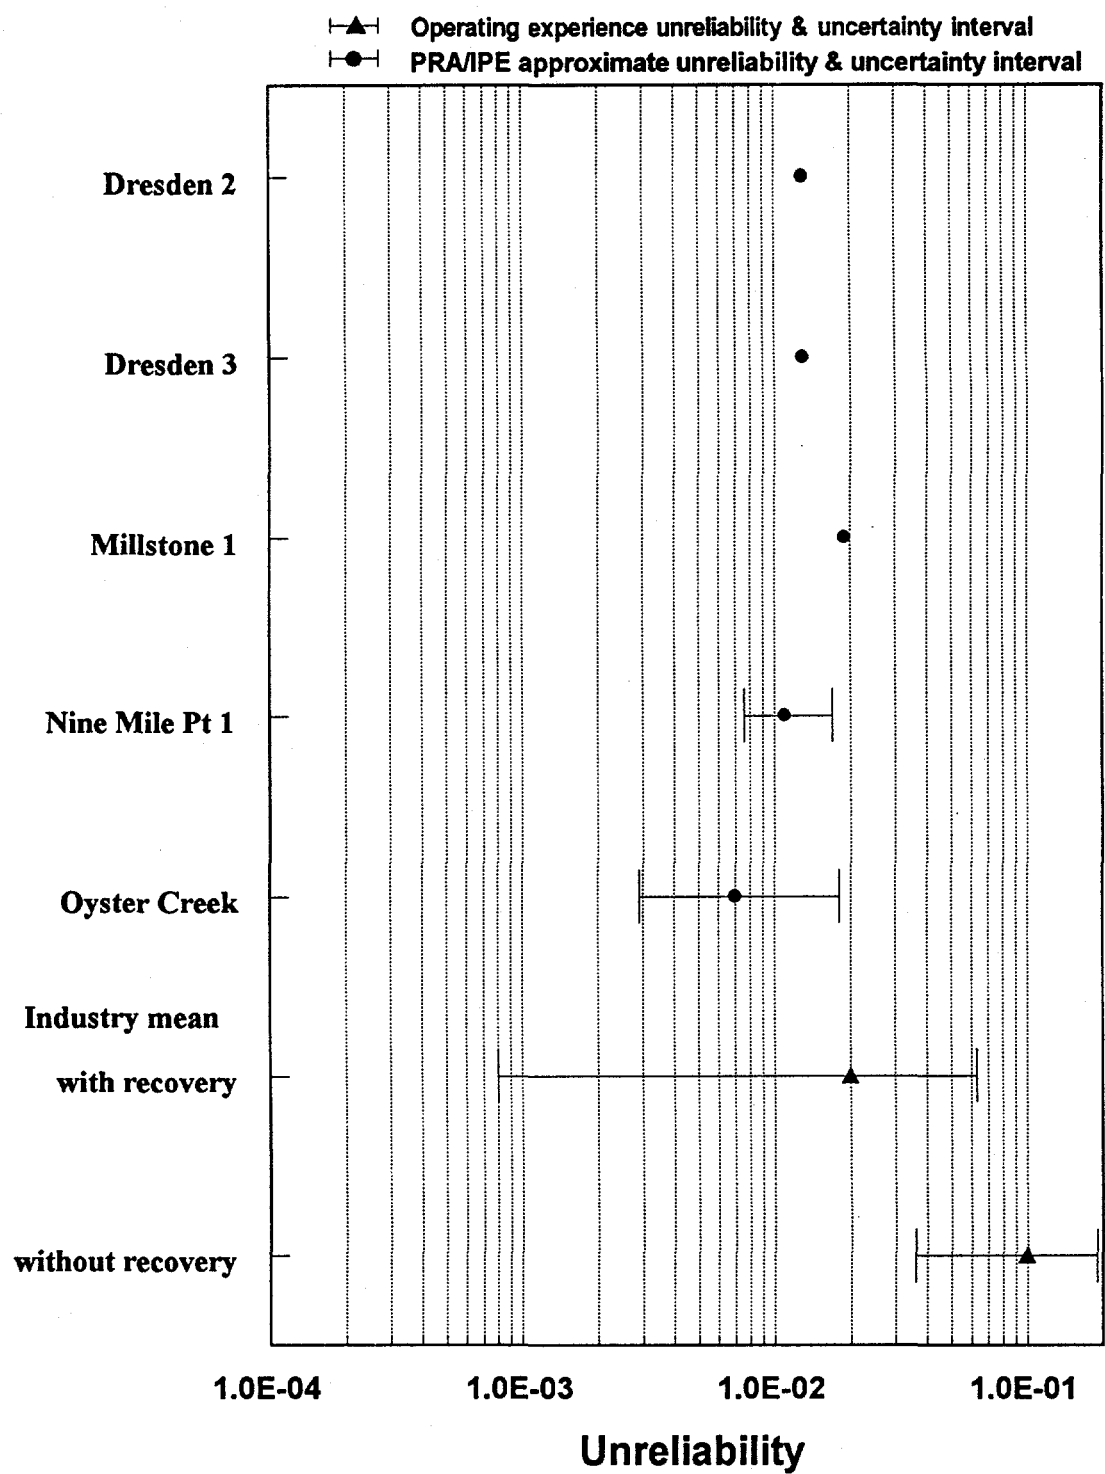 Operating experience unreliability & uncertainty interval
PRA/IPE approximate unreliability & uncertainty interval
Dresden 2
Dresden 3
Millstone 1
Nine Mile Pt 1
Oyster Creek
Industry mean
with recovery
without recovery
1.0E-04 1.0E-03 1.0E-02 1.0E-01
Unreliability